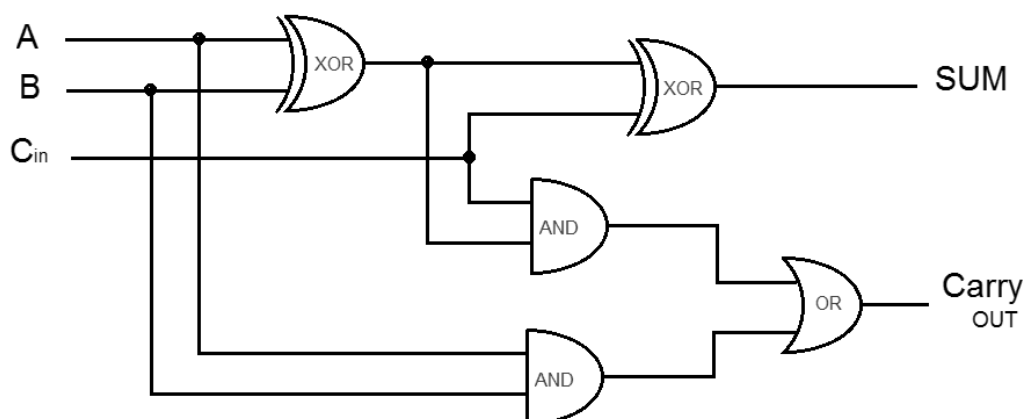 A
XOR
B
XOR
SUM
Cin
AND
OR
Carry
OUT
AND